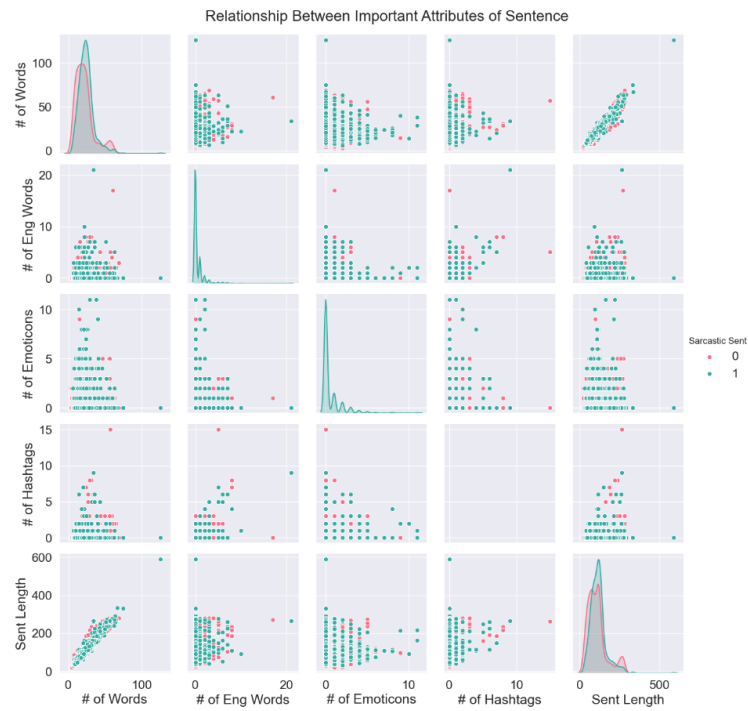 Relationship Between Important Attributes of Sentence
# of Words
100
50
0
# of Eng Words
20
10
0
# of Emoticons
10
5
0
Sarcastic Sent
0
1
# of Hashtags
15
10
5
0
Sent Length
600
400
200
0
0 100 0 20 0 10 0 10 0 500
# of Words # of Eng Words # of Emoticons # of Hashtags Sent Length